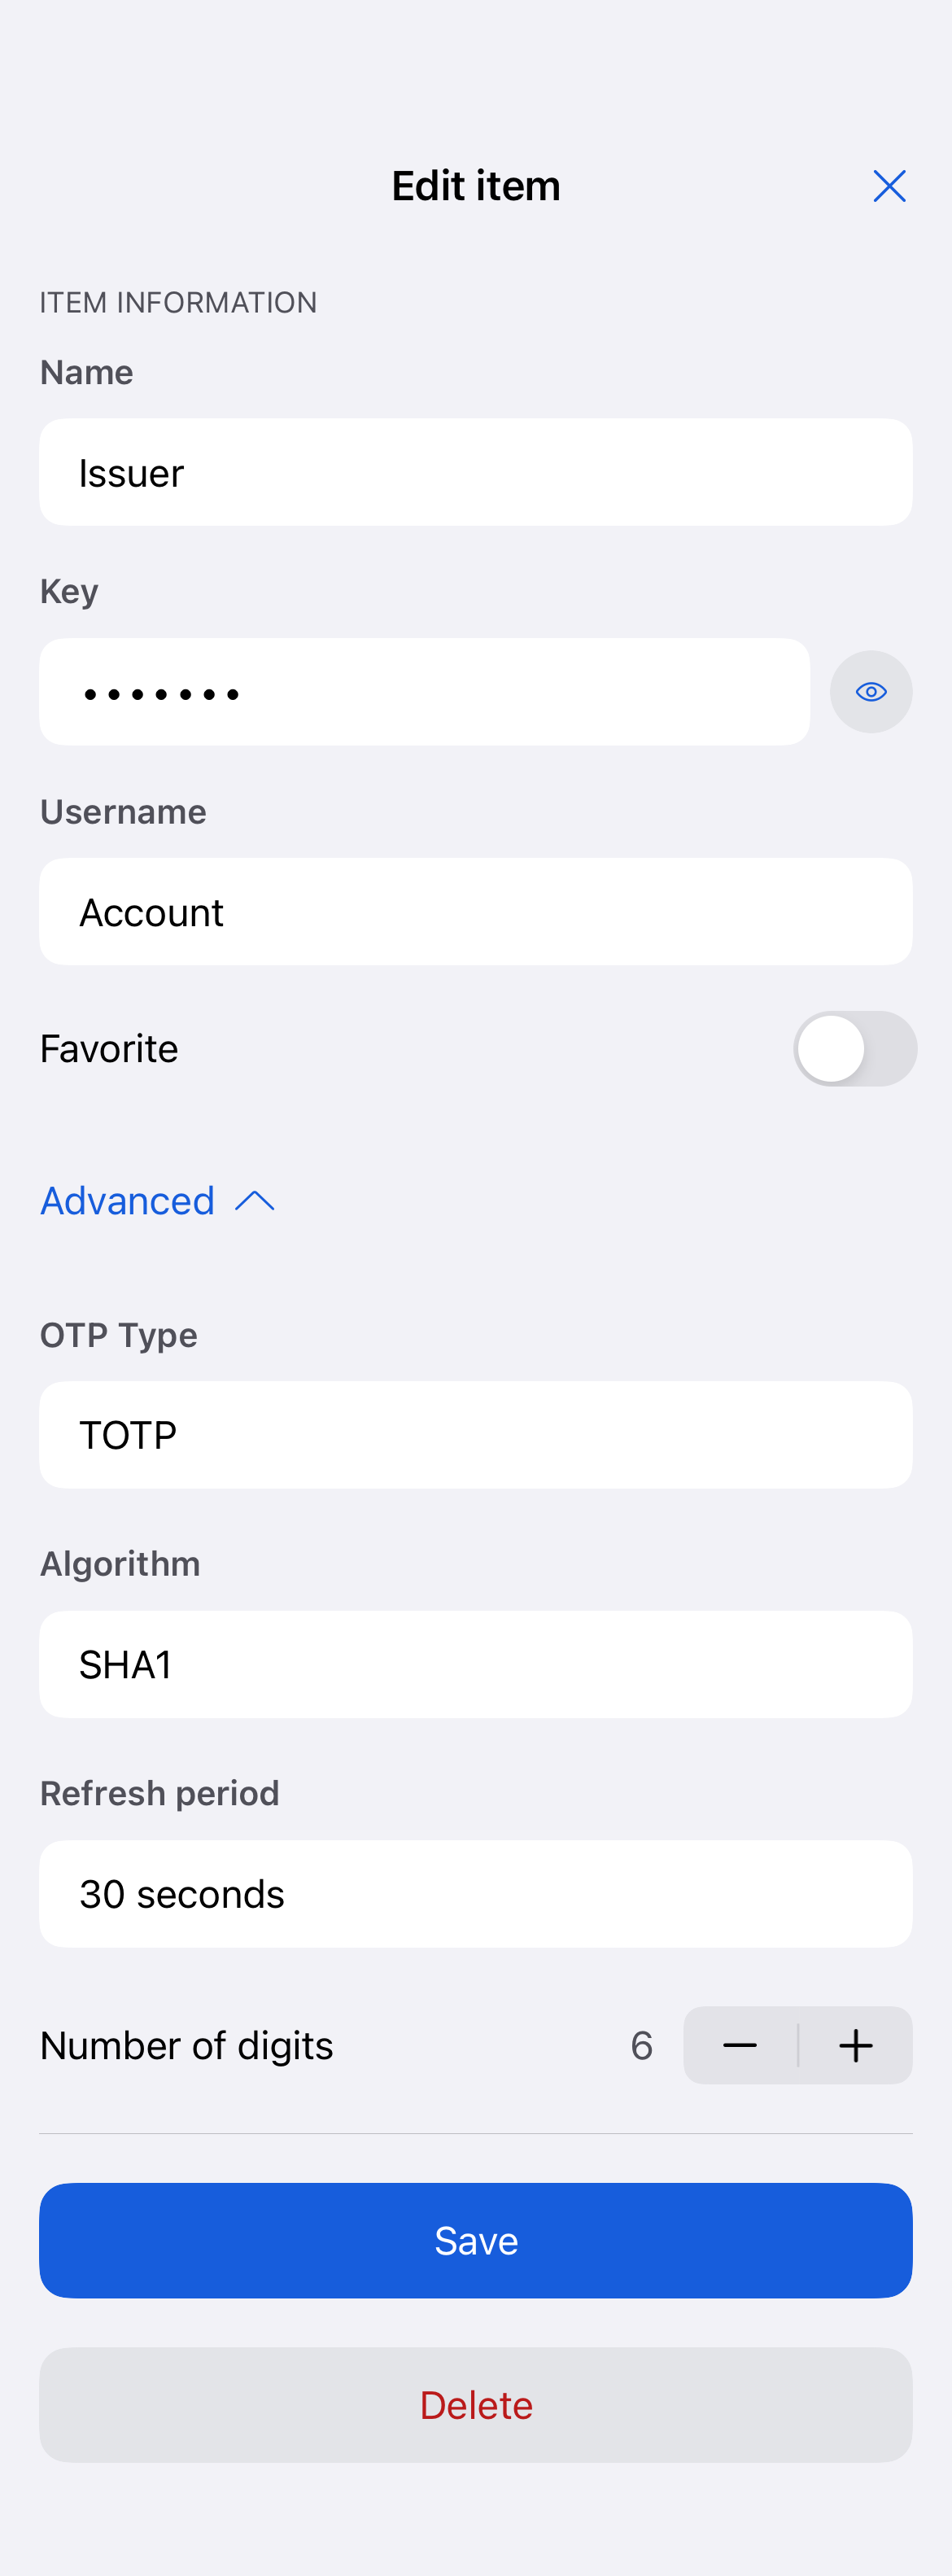 Edit item
ITEM INFORMATION
Name
Issuer
Key
•••••••
Username
Account
Favorite
Advanced
OTP Type
TOTP
Algorithm
SHA1
Refresh period
30 seconds
Number of digits 6
Save
Delete